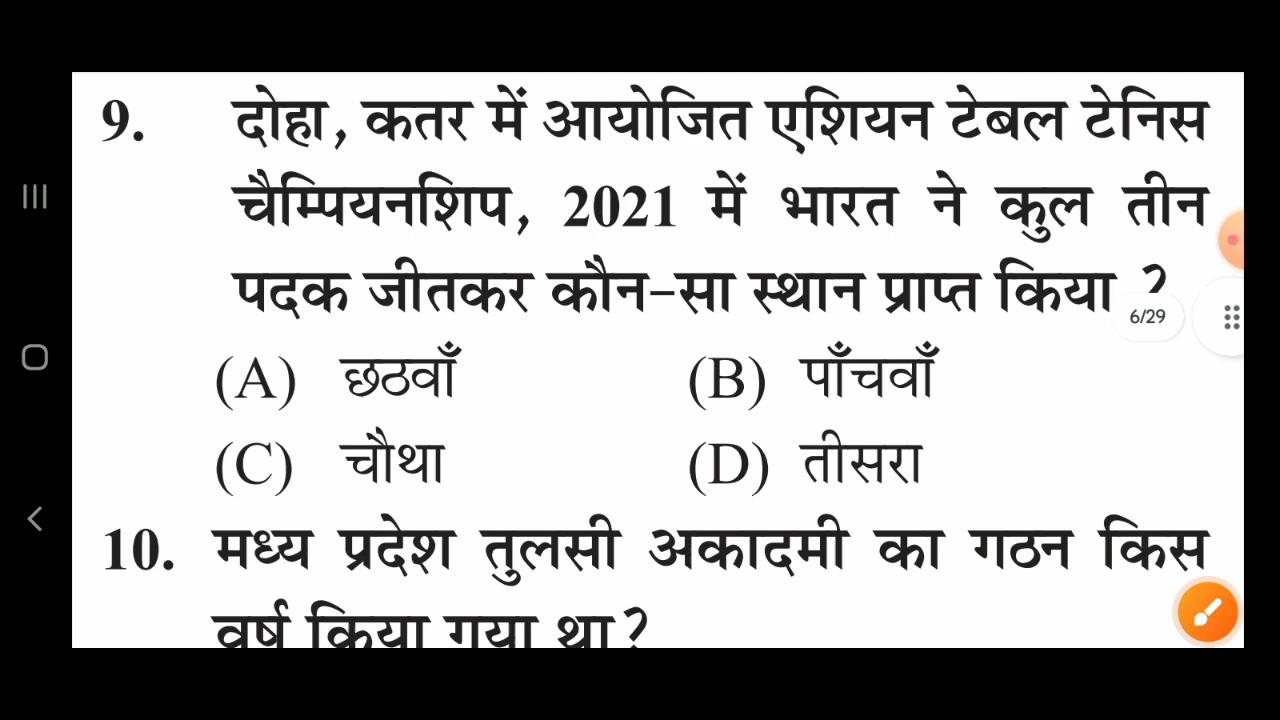 9. दोहा, कतर में आयोजित एशियन टेबल टेनिस
चैम्पियनशिप, 2021 में भारत ने कुल तीन
पदक जीतकर कौन-सा स्थान प्राप्त किया ?
6/29
(A) छठवाँ (B) पाँचवाँ
(C) चौथा (D) तीसरा
10. मध्य प्रदेश तुलसी अकादमी का गठन किस
वर्ष किया गया था?